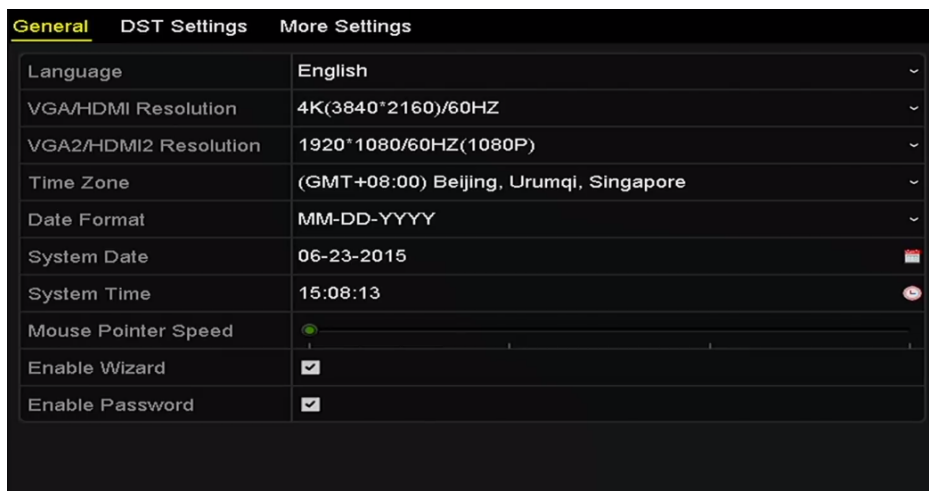 General DST Settings More Settings
Language English
VGA/HDMI Resolution 4K(3840*2160)/60HZ
VGA2/HDMI2 Resolution 1920*1080/60HZ(1080P)
Time Zone (GMT+08:00) Beijing, Urumqi, Singapore
Date Format MM-DD-YYYY
System Date 06-23-2015
System Time 15:08:13
Mouse Pointer Speed
Enable Wizard
Enable Password